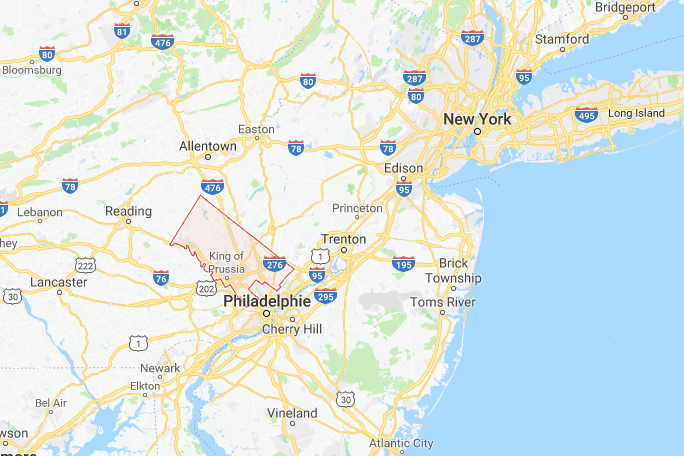 Bridgeport
81
287
Stamford
80
476
Bloomsburg
95
80
287
80
495
Long Island
New York
Easton
Allentown
78
78
Edison
476
78
95
Lebanon
Reading
Princeton
hey
Trenton
King of
Prussia
276
1
222
95
195
Brick
Township
76
Lancaster
202
30
295
Philadelphie
Toms River
Cherry Hill
1
Newark
Elkton
30
Bel Air
Vineland
wson
Atlantic City
more